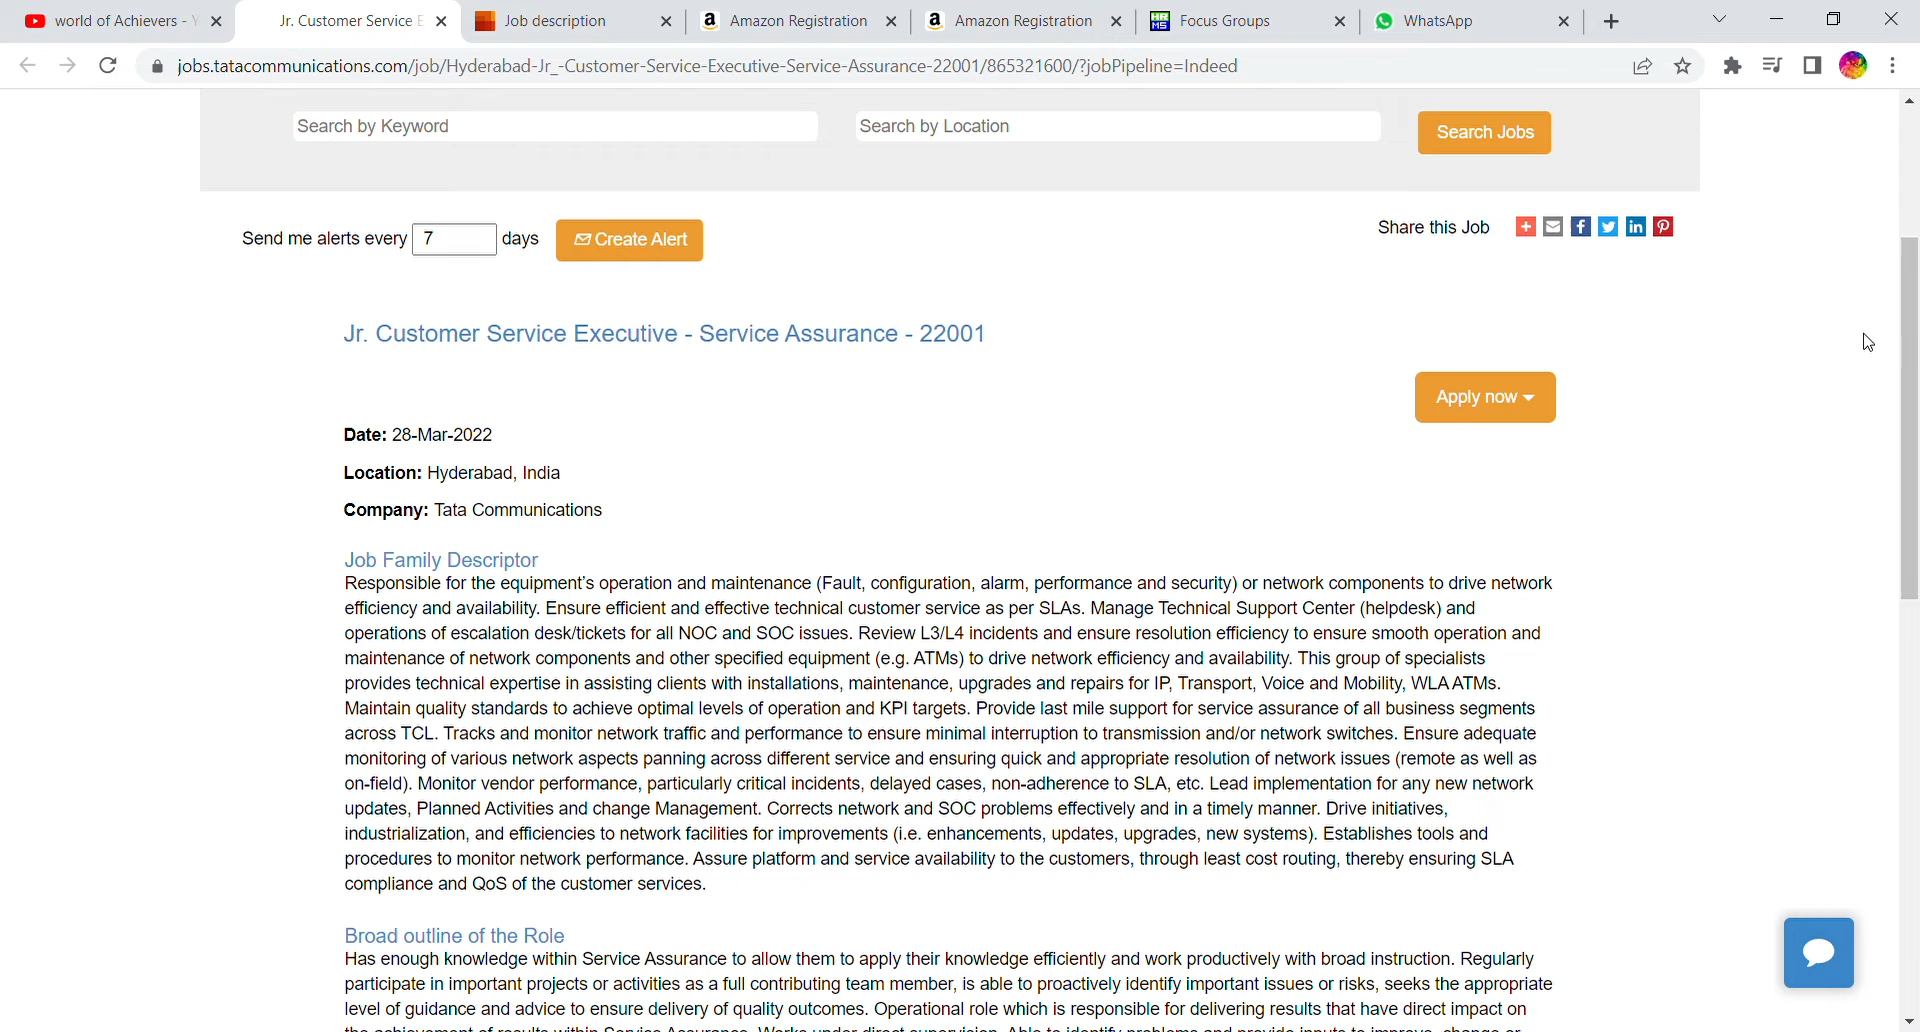 world of Achievers - Y
Jr. Customer Service E
Job description
Amazon Registration
Amazon Registration
Focus Groups
WhatsApp
jobs.tatacommunications.com/job/Hyderabad-Jr_-Customer-Service-Executive-Service-Assurance-22001/865321600/?jobPipeline=Indeed
Search by Keyword
Search by Location
Search Jobs
Send me alerts every 7 days
Create Alert
Share this Job
Jr. Customer Service Executive - Service Assurance - 22001
Apply now
Date: 28-Mar-2022
Location: Hyderabad, India
Company: Tata Communications
Job Family Descriptor
Responsible for the equipment's operation and maintenance (Fault, configuration, alarm, performance and security) or network components to drive network
efficiency and availability. Ensure efficient and effective technical customer service as per SLAs. Manage Technical Support Center (helpdesk) and
operations of escalation desk/tickets for all NOC and SOC issues. Review L3/L4 incidents and ensure resolution efficiency to ensure smooth operation and
maintenance of network components and other specified equipment (e.g. ATMs) to drive network efficiency and availability. This group of specialists
provides technical expertise in assisting clients with installations, maintenance, upgrades and repairs for IP, Transport, Voice and Mobility, WLA ATMs.
Maintain quality standards to achieve optimal levels of operation and KPI targets. Provide last mile support for service assurance of all business segments
across TCL. Tracks and monitor network traffic and performance to ensure minimal interruption to transmission and/or network switches. Ensure adequate
monitoring of various network aspects panning across different service and ensuring quick and appropriate resolution of network issues (remote as well as
on-field). Monitor vendor performance, particularly critical incidents, delayed cases, non-adherence to SLA, etc. Lead implementation for any new network
updates, Planned Activities and change Management. Corrects network and SOC problems effectively and in a timely manner. Drive initiatives,
industrialization, and efficiencies to network facilities for improvements (i.e. enhancements, updates, upgrades, new systems). Establishes tools and
procedures to monitor network performance. Assure platform and service availability to the customers, through least cost routing, thereby ensuring SLA
compliance and QoS of the customer services.
Broad outline of the Role
Has enough knowledge within Service Assurance to allow them to apply their knowledge efficiently and work productively with broad instruction. Regularly
participate in important projects or activities as a full contributing team member, is able to proactively identify important issues or risks, seeks the appropriate
level of guidance and advice to ensure delivery of quality outcomes. Operational role which is responsible for delivering results that have direct impact on